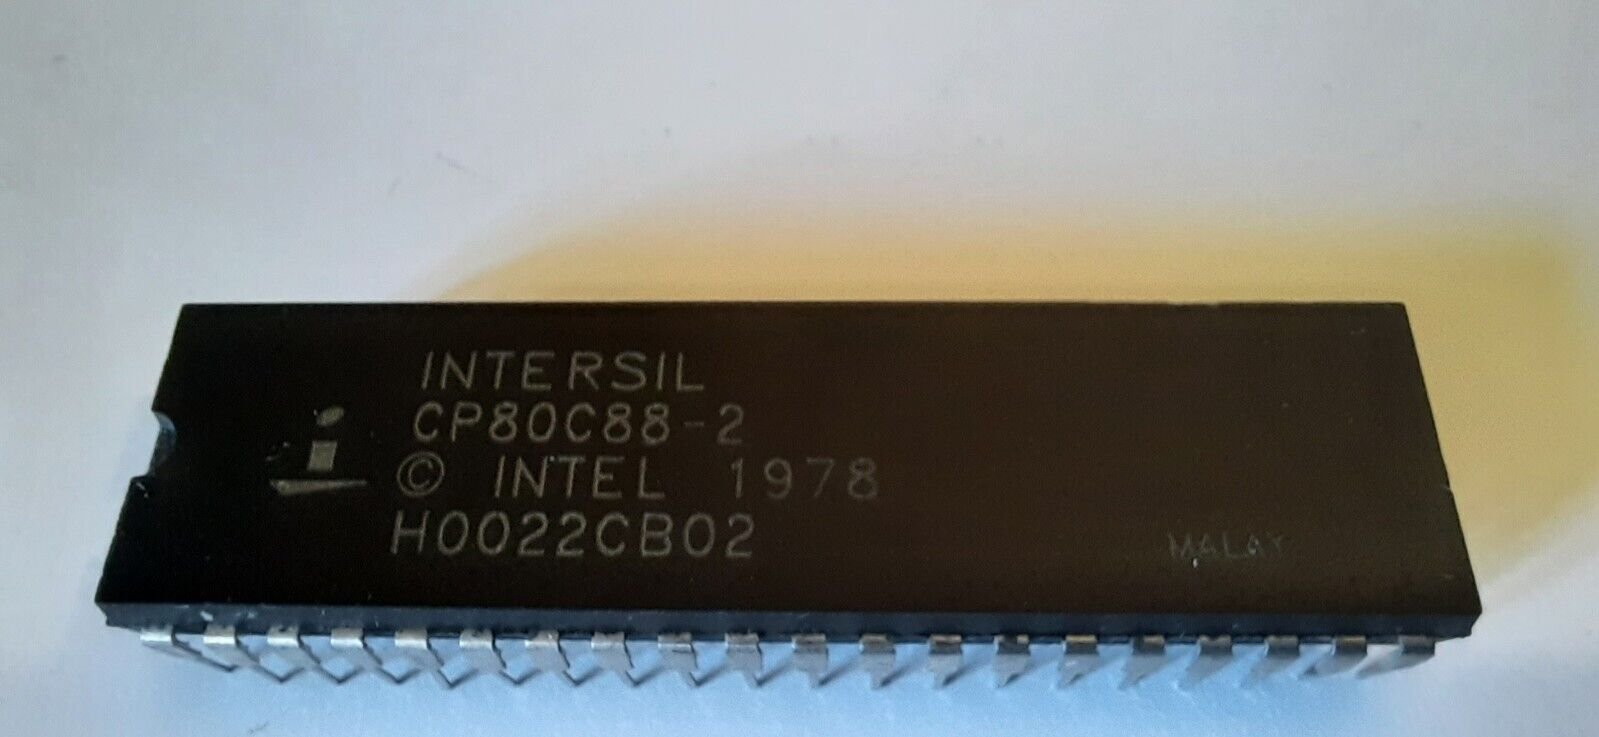 INTERSIL
CP80C88-2
© INTEL 1978
H0022CB02
MALAY